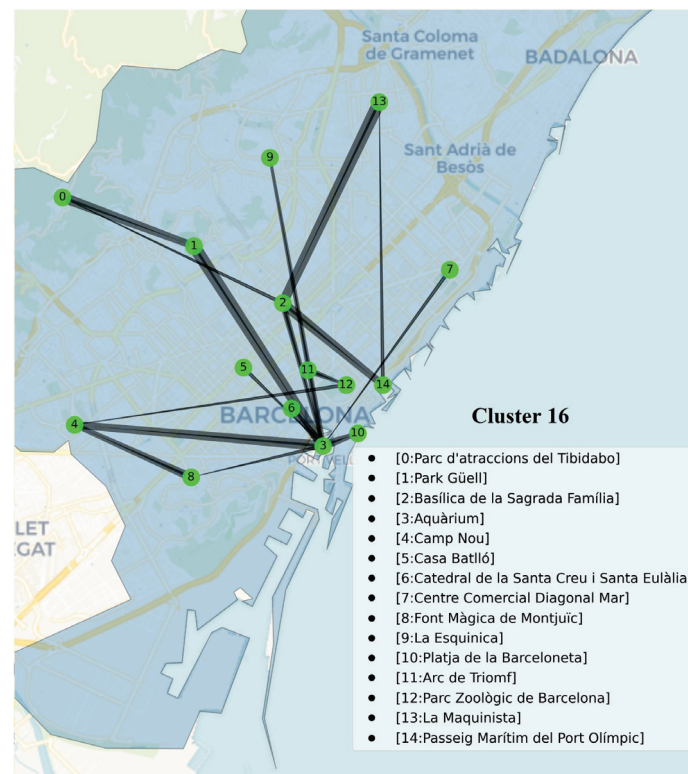 Santa Coloma
de Gramenet
BADALONA
13
9
Sant Adrià de
Besòs
0
1
7
2
5
11
12
14
BARCELONA
6
4
3
10
8
Cluster 16
LET
GAT
[0:Parc d'atraccions del Tibidabo]
[1:Park Güell]
[2:Basílica de la Sagrada Família]
[3:Aquàrium]
[4:Camp Nou]
[5:Casa Batlló]
[6:Catedral de la Santa Creu i Santa Eulàlia
[7:Centre Comercial Diagonal Mar]
[8:Font Màgica de Montjuïc]
[9:La Esquinica]
[10:Platja de la Barceloneta]
[11:Arc de Triomf]
[12:Parc Zoològic de Barcelona]
[13:La Maquinista]
[14:Passeig Marítim del Port Olímpic]